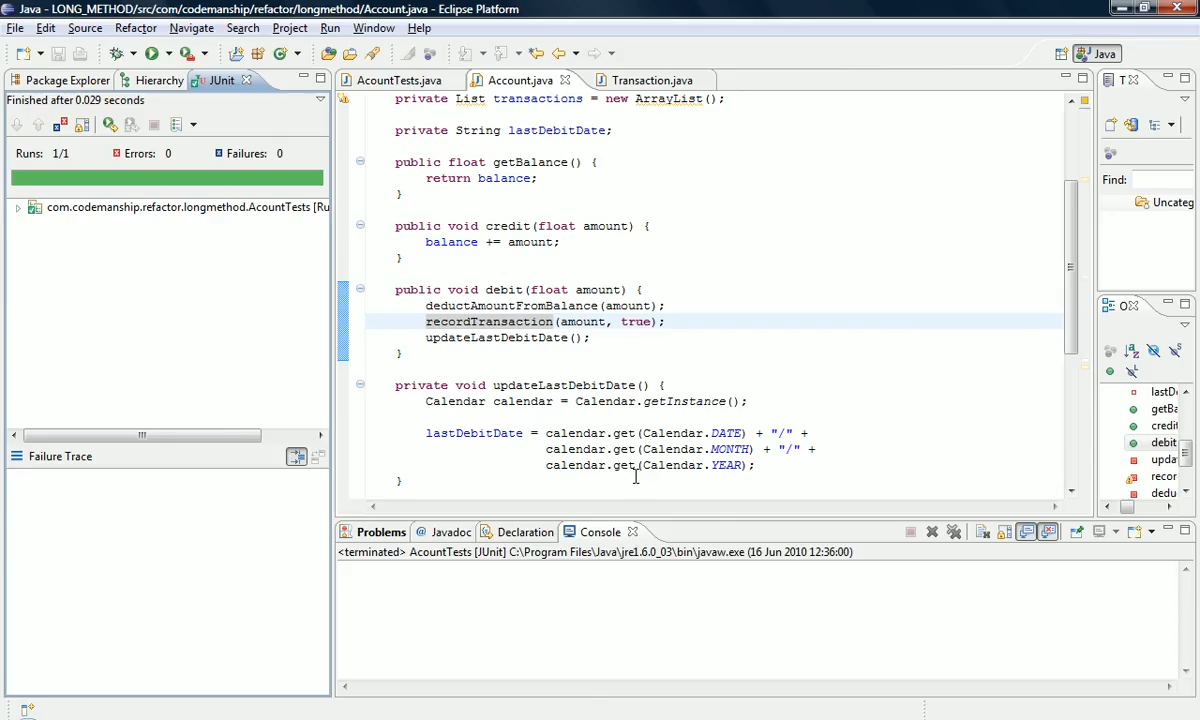 Java - LONG_METHOD/src/com/codemanship/refactor/longmethod/Account.java - Eclipse Platform
File Edit Source Refactor Navigate Search Project Run Window Help
Java
Package Explorer Hierarchy JUnit
Finished after 0.029 seconds
Runs: 1/1 Errors: 0 Failures: 0
com.codemanship.refactor.longmethod.AcountTests [Ru
Failure Trace
AcountTests.java Account.java Transaction.java
private List transactions = new ArrayList();
private String lastDebitDate;
public float getBalance() {
return balance;
}
public void credit(float amount) {
balance += amount;
}
public void debit(float amount) {
deductAmountFromBalance(amount);
recordTransaction(amount, true);
updateLastDebitDate();
}
private void updateLastDebitDate() {
Calendar calendar = Calendar.getInstance();
lastDebitDate = calendar.get(Calendar.DATE) + "/" +
calendar.get(Calendar.MONTH) + "/" +
calendar.get(Calendar.YEAR);
}
Problems Javadoc Declaration Console
<terminated> AcountTests [JUnit] C:\Program Files\Java\jre1.6.0_03\bin\javaw.exe (16 Jun 2010 12:36:00)
T
Find:
Uncateg
O
lastD
getBa
credit
debit
upda
recor
dedu